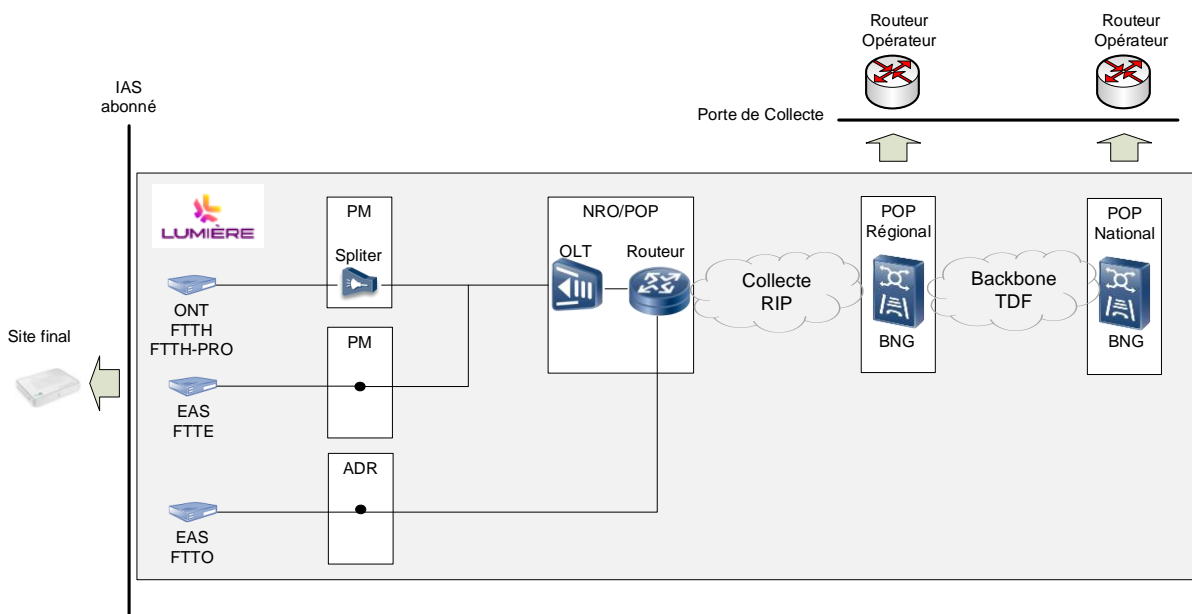 Routeur
Opérateur
Routeur
Opérateur
IAS
abonné
Porte de Collecte
LUMIÈRE
PM
Spliter
NRO/POP
OLT
Routeur
POP
Régional
POP
National
Collecte
RIP
Backbone
TDF
BNG
BNG
ONT
FTTH
FTTH-PRO
Site final
PM
EAS
FTTE
ADR
EAS
FTTO